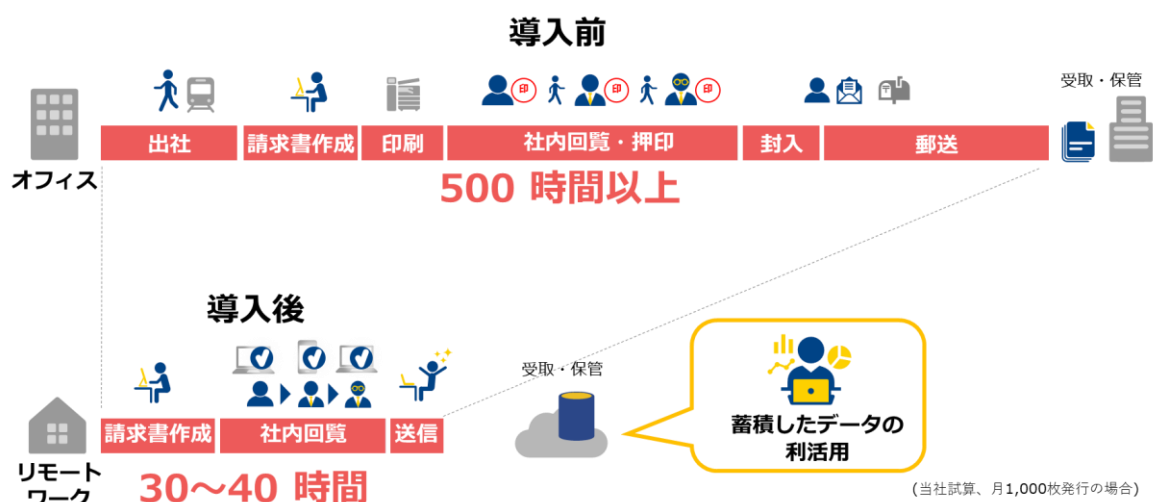 導入前
受取・保管
印
印
印
出社
請求書作成
印刷
社内回覧・押印
封入
郵送
オフィス
500 時間以上
導入後
受取・保管
請求書作成
社内回覧
送信
蓄積したデータの
利活用
リモート
ワーク
30～40 時間
(当社試算、月1,000枚発行の場合)